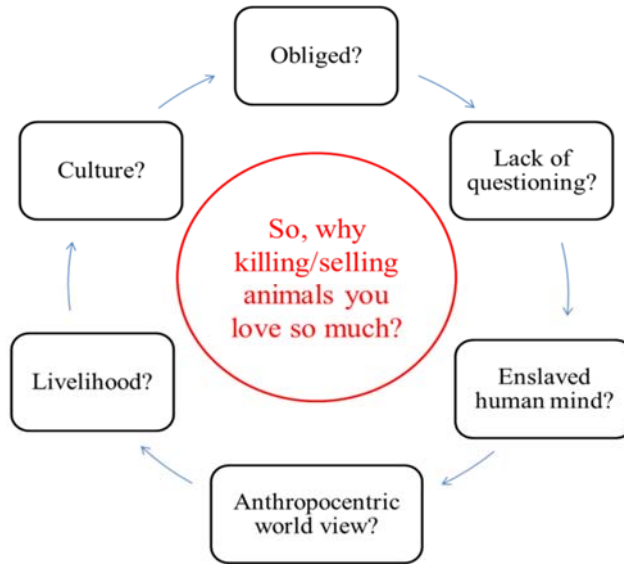 Obliged?
Lack of
questioning?
Enslaved
human mind?
Anthropocentric
world view?
Livelihood?
Culture?
So, why
killing/selling
animals you
love so much?